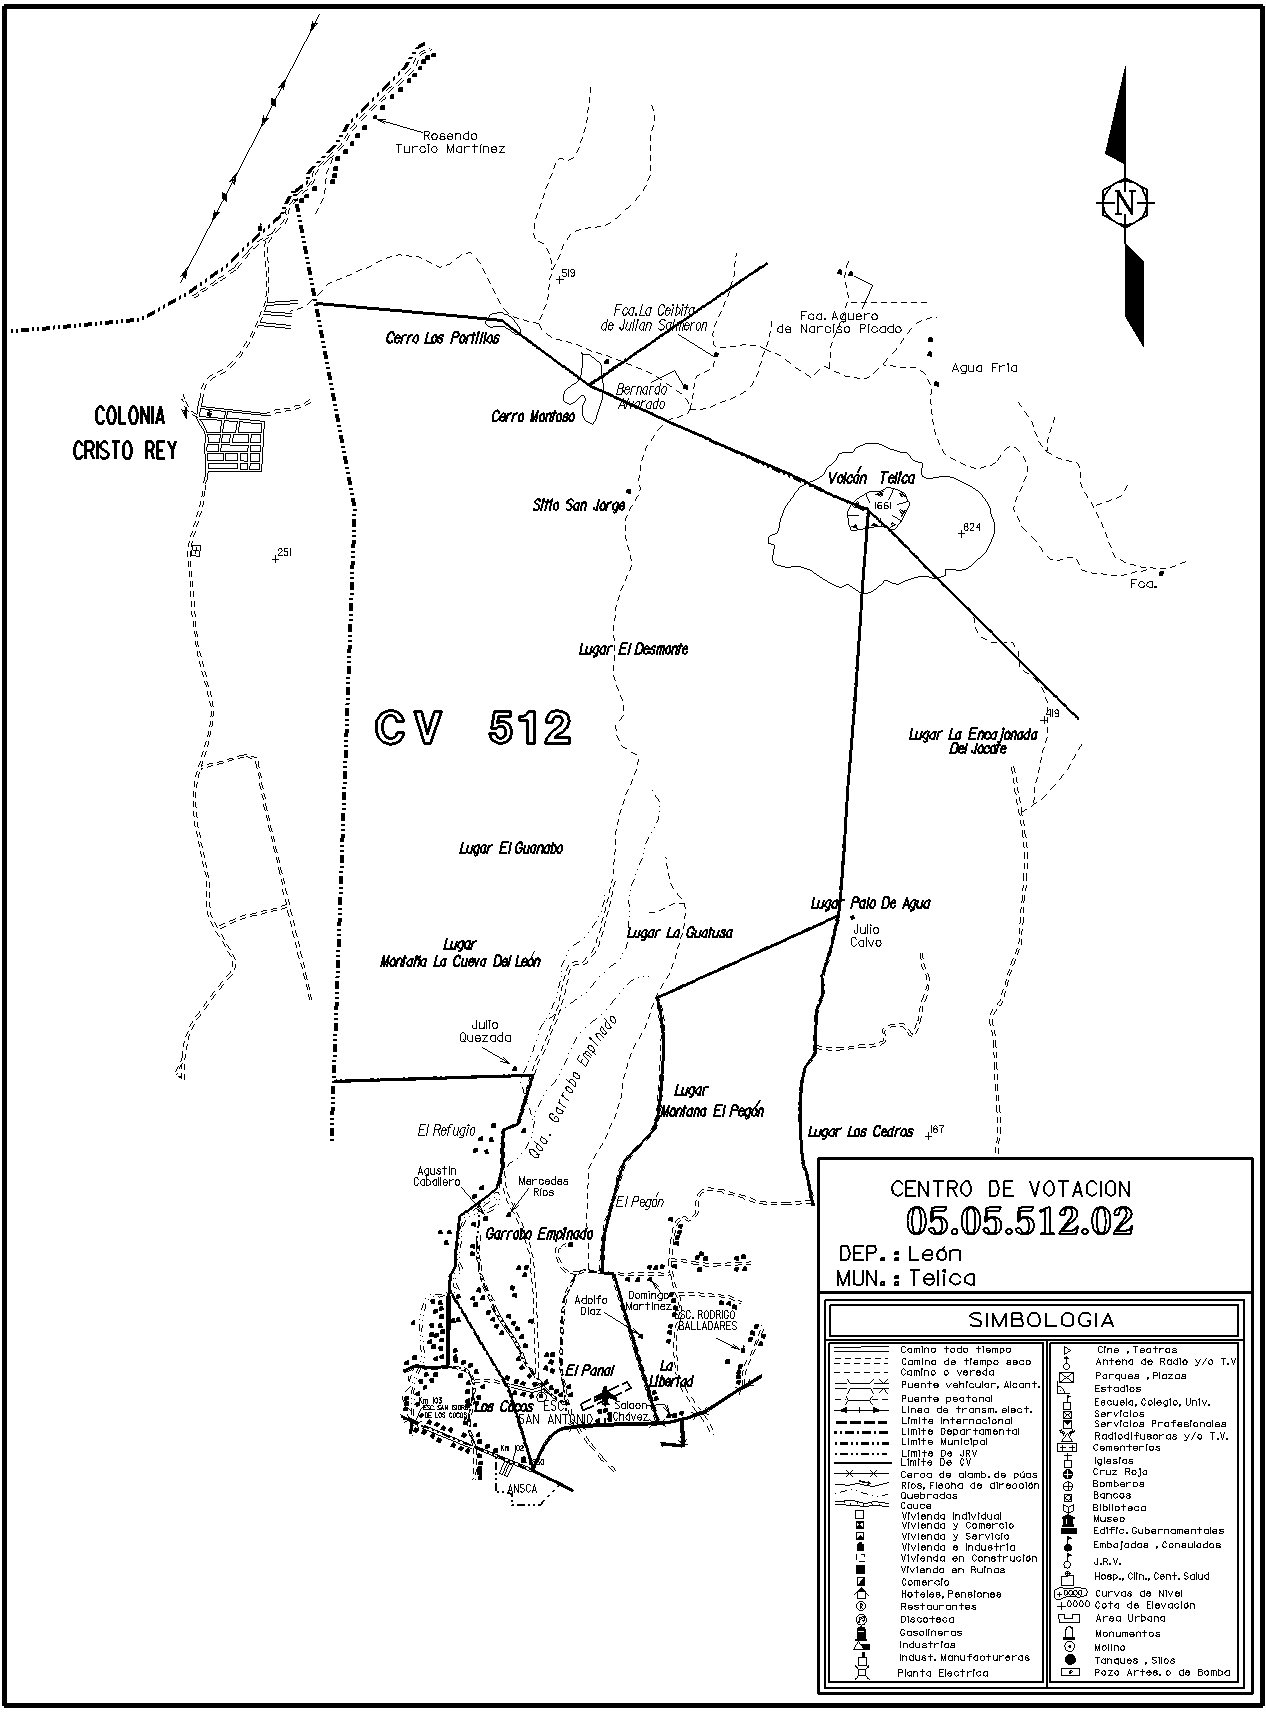 Rosendo
Turcio Martínez
N
519
Fca. La Ceibita
de Julian Salmeron
Fca. Aguero
de Narciso Picado
Cerro Los Portillos
Agua Fria
Bernardo
Alvarado
COLONIA
CRISTO REY
Cerro Montoso
Volcán Telica
1661
Sitio San Jorge
824
251
Fca.
Lugar El Desmonte
CV 512
419
Lugar La Encajonada
Del Jocote
Lugar El Guanabo
Lugar Palo De Agua
Julio
Calvo
Lugar La Guatusa
Lugar
Montaña La Cueva Del León
Julio
Quezada
Qda. Garrobo Empinado
Lugar
Montana El Pegón
El Refugio
Lugar Los Cedros
167
Agustin
Caballero
Mercedes
Rios
El Pegón
Garrobo Empinado
Adolfo
Diaz
Domingo
Martinez
ESC. RODRIGO
BALLADARES
El Panal
La
Libertad
Km 103
ESC. SAN ISIDRO
DE LOS COCOS
Los Cocos
ESC.
SAN ANTONIO
Salaon
Chávez
Km 102
ANSCA
CENTRO DE VOTACION
05.05.512.02
DEP. : León
MUN. : Telica
SIMBOLOGIA
Camino todo tiempo
Camino de tiempo seco
Camino o vereda
Puente vehicular, Alcant.
Puente peatonal
Linea de transm. elect.
Limite Internacional
Limite Departamental
Limite Municipal
Limite De JRV
Limite De CV
Cerca de alamb. de púas
Rios, Flecha de dirección
Quebradas
Cauce
Vivienda Individual
Vivienda y Comercio
Vivienda y Servicio
Vivienda e Industria
Vivienda en Construción
Vivienda en Ruinas
Comercio
Hoteles, Pensiones
Restaurantes
Discoteca
Gasolineras
Industrias
Indust. Manufactureras
Planta Electrica
Cine , Teatros
Antena de Radio y/o T.V
Parques , Plazas
Estadios
Escuela, Colegio, Univ.
Servicios
Servicios Profesionales
Radiodifusoras y/o T.V.
Cementerios
Iglesias
Cruz Roja
Bomberos
Bancos
Biblioteca
Museo
Edific. Gubernamentales
Embajadas , Consulados
J.R.V.
Hosp., Clin., Cent. Salud
Curvas de Nivel
Cota de Elevación
Area Urbana
Monumentos
Molino
Tanques , Silos
Pozo Artes. o de Bomba